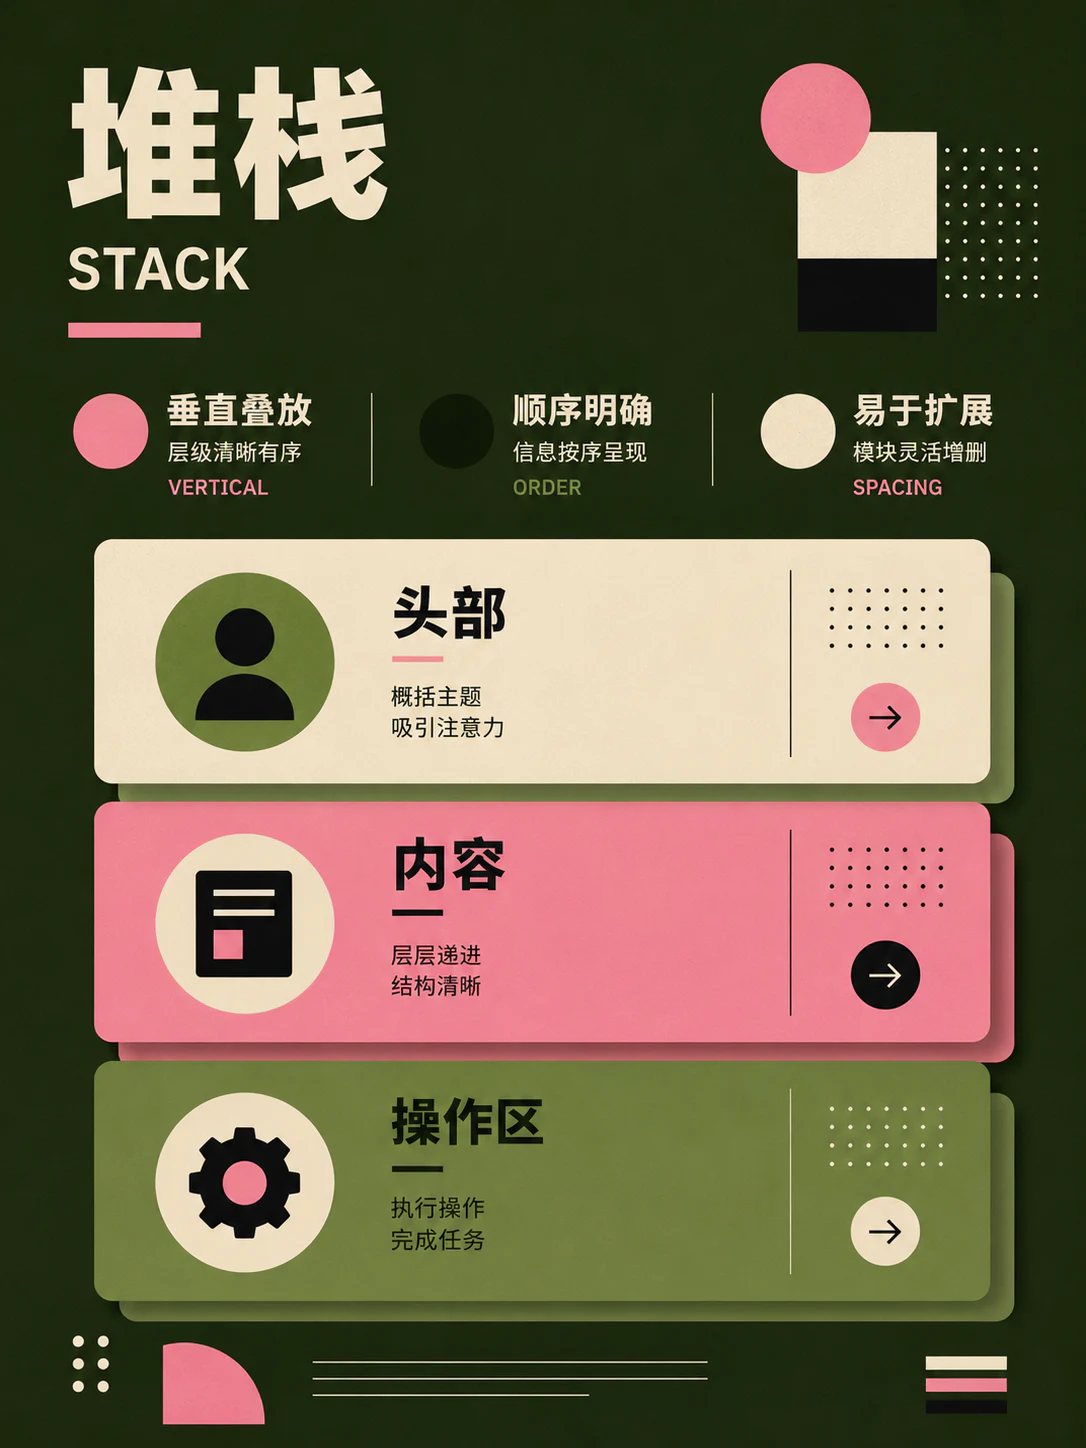 堆栈
STACK
垂直叠放
层级清晰有序
VERTICAL
顺序明确
信息按序呈现
ORDER
易于扩展
模块灵活增删
SPACING
头部
概括主题
吸引注意力
内容
层层递进
结构清晰
操作区
执行操作
完成任务